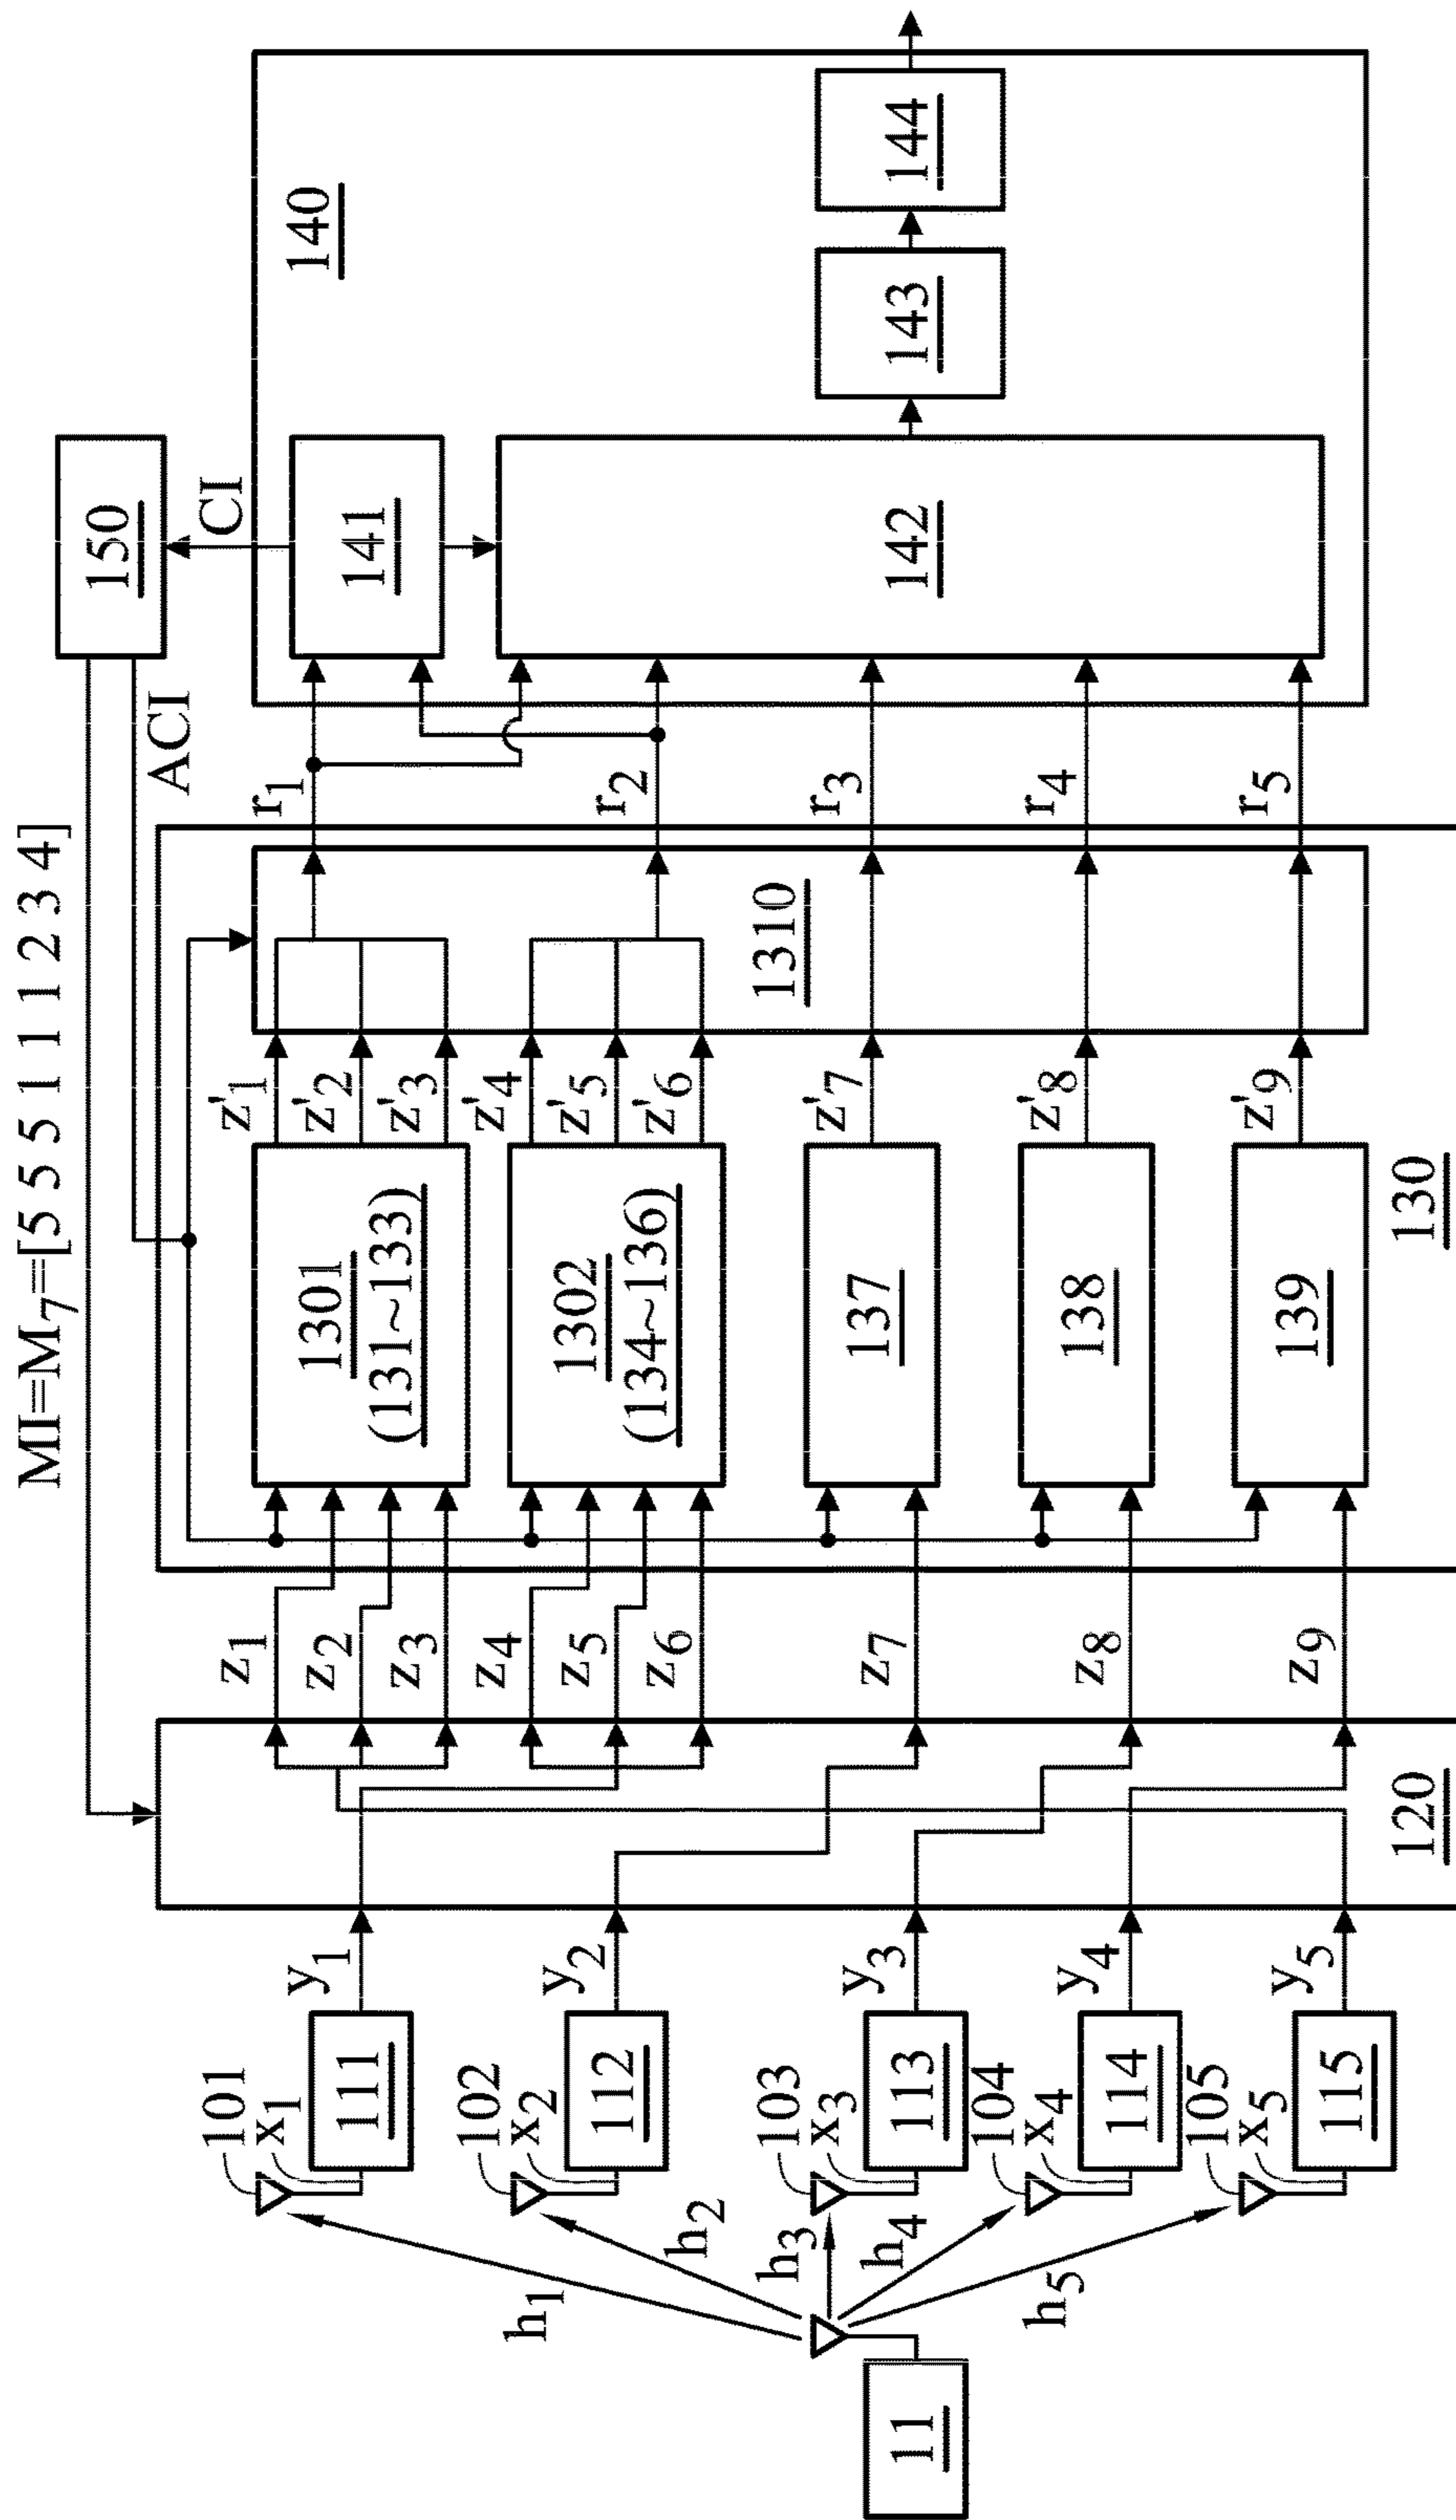 MI=M7=[5 5 5 1 1 1 2 3 4]
11
h1
h2
h3
h4
h5
101
x1
111
y1
102
x2
112
y2
103
x3
113
y3
104
x4
114
y4
105
x5
115
y5
120
z1
z2
z3
z4
z5
z6
z7
z8
z9
1301
(131~133)
1302
(134~136)
137
138
139
130
z'1
z'2
z'3
z'4
z'5
z'6
z'7
z'8
z'9
1310
ACI
r1
r2
r3
r4
r5
150
CI
141
142
140
143
144